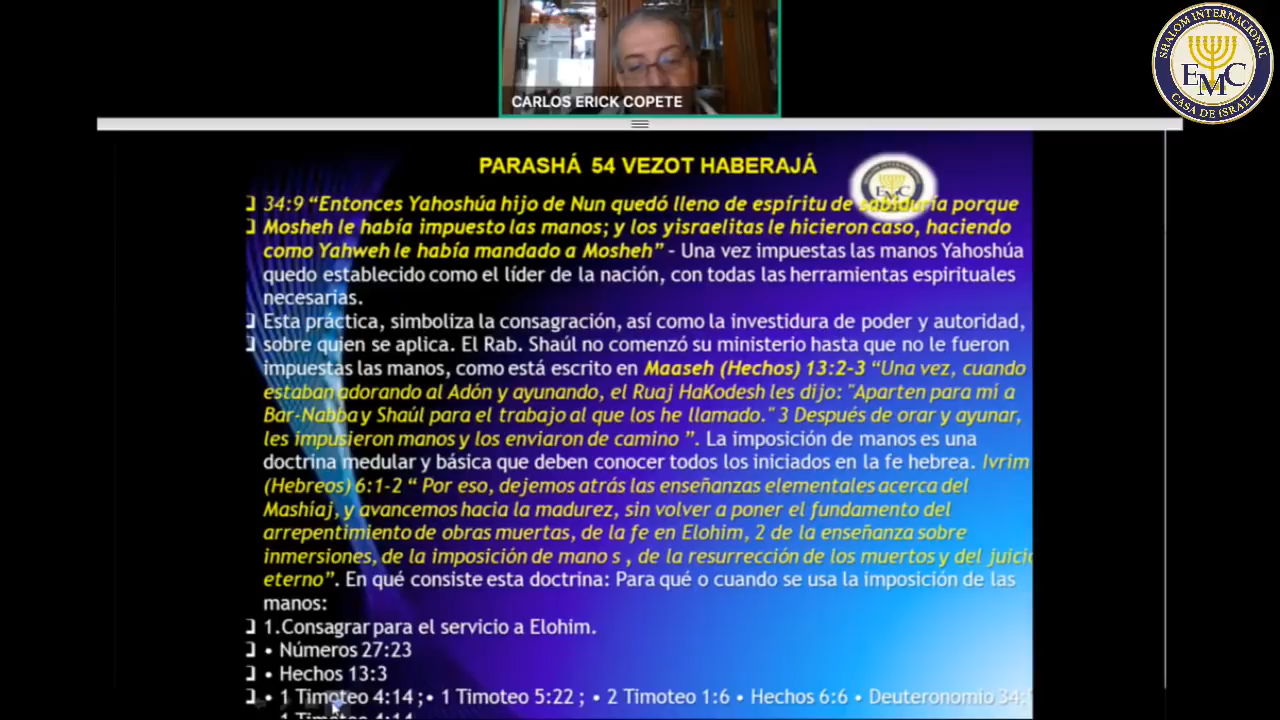 SHALOM INTERNACIONAL
EMC
CASA DE ISRAEL
CARLOS ERICK COPETE
PARASHÁ 54 VEZOT HABERAJÁ
EMC
34:9 “Entonces Yahoshúa hijo de Nun quedó lleno de espíritu de sabiduría porque
Mosheh le había impuesto las manos; y los yisraelitas le hicieron caso, haciendo
como Yahweh le había mandado a Mosheh” – Una vez impuestas las manos Yahoshúa
quedo establecido como el líder de la nación, con todas las herramientas espirituales
necesarias.
Esta práctica, simboliza la consagración, así como la investidura de poder y autoridad,
sobre quien se aplica. El Rab. Shaúl no comenzó su ministerio hasta que no le fueron
impuestas las manos, como está escrito en Maaseh (Hechos) 13:2-3 “Una vez, cuando
estaban adorando al Adón y ayunando, el Ruaj HaKodesh les dijo: "Aparten para mí a
Bar-Nabba y Shaúl para el trabajo al que los he llamado." 3 Después de orar y ayunar,
les impusieron manos y los enviaron de camino ”. La imposición de manos es una
doctrina medular y básica que deben conocer todos los iniciados en la fe hebrea. Ivrim
(Hebreos) 6:1-2 “ Por eso, dejemos atrás las enseñanzas elementales acerca del
Mashíaj, y avancemos hacia la madurez, sin volver a poner el fundamento del
arrepentimiento de obras muertas, de la fe en Elohim, 2 de la enseñanza sobre
inmersiones, de la imposición de mano s , de la resurrección de los muertos y del juici
eterno”. En qué consiste esta doctrina: Para qué o cuando se usa la imposición de las
manos:
1.Consagrar para el servicio a Elohim.
• Números 27:23
• Hechos 13:3
• 1 Timoteo 4:14 ;• 1 Timoteo 5:22 ; • 2 Timoteo 1:6 • Hechos 6:6 • Deuteronomio 34:
1 Timoteo 4:14